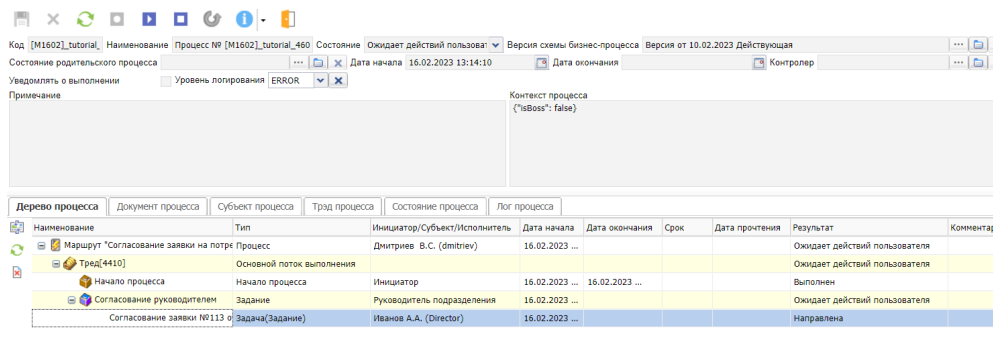 Код [M1602]_tutorial_ Наименование Процесс № [M1602]_tutorial_460 Состояние Ожидает действий пользоват Версия схемы бизнес-процесса Версия от 10.02.2023 Действующая
Состояние родительского процесса Дата начала 16.02.2023 13:14:10 Дата окончания Контролер
Уведомлять о выполнении Уровень логирования ERROR
Примечание Контекст процесса
{"isBoss": false}
Дерево процесса Документ процесса Субъект процесса Трэд процесса Состояние процесса Лог процесса
Наименование Тип Инициатор/Субъект/Исполнитель Дата начала Дата окончания Срок Дата прочтения Результат Комментар
Маршрут "Согласование заявки на потре Процесс Дмитриев В.С. (dmitriev) 16.02.2023 ... Ожидает действий пользователя
Тред[4410] Основной поток выполнения Ожидает действий пользователя
Начало процесса Начало процесса Инициатор 16.02.2023 ... 16.02.2023 ... Выполнен
Согласование руководителем Задание Руководитель подразделения 16.02.2023 ... Ожидает действий пользователя
Согласование заявки №113 о Задача(Задание) Иванов А.А. (Director) 16.02.2023 ... Направлена